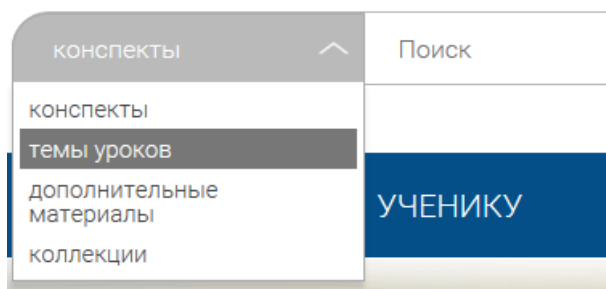 конспекты
Поиск
конспекты
темы уроков
дополнительные
материалы
коллекции
УЧЕНИКУ